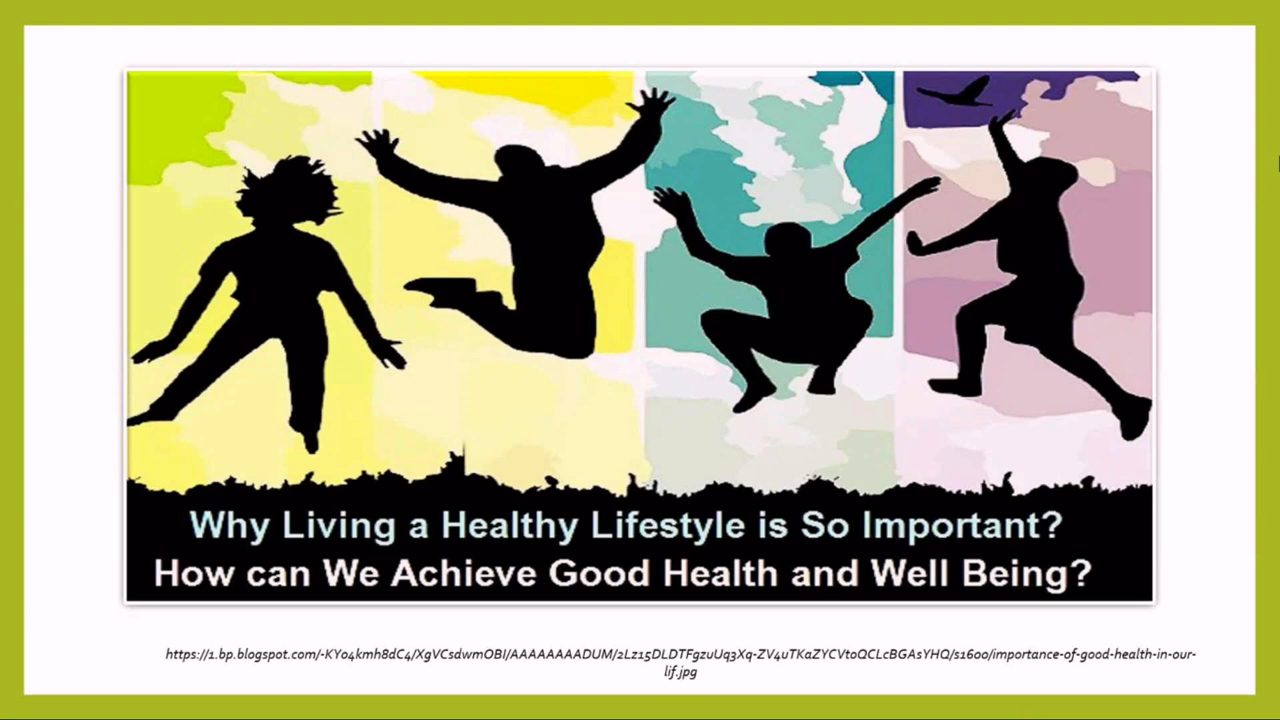 Why Living a Healthy Lifestyle is So Important?
How can We Achieve Good Health and Well Being?
https://1.bp.blogspot.com/-KYo4kmh8dC4/XgVCsdwmOBI/AAAAAAAADUM/2Lz15DLDTFgzuUq3Xq-ZV4uTKaZYCVtoQCLcBGAsYHQ/s1600/importance-of-good-health-in-our-
lif.jpg